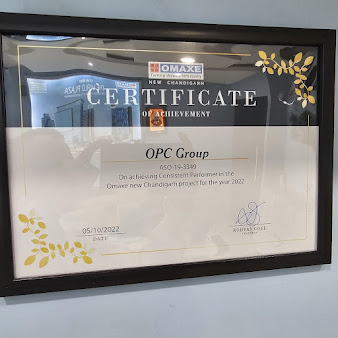 OMAXE
NEW CHANDIGARH
CERTIFICATE
OF ACHIEVEMENT
OPC Group
ASO-19-3349
On achieving Consistent Performer in the
Omaxe new Chandigarh project for the year 2022
05/10/2022
DATE